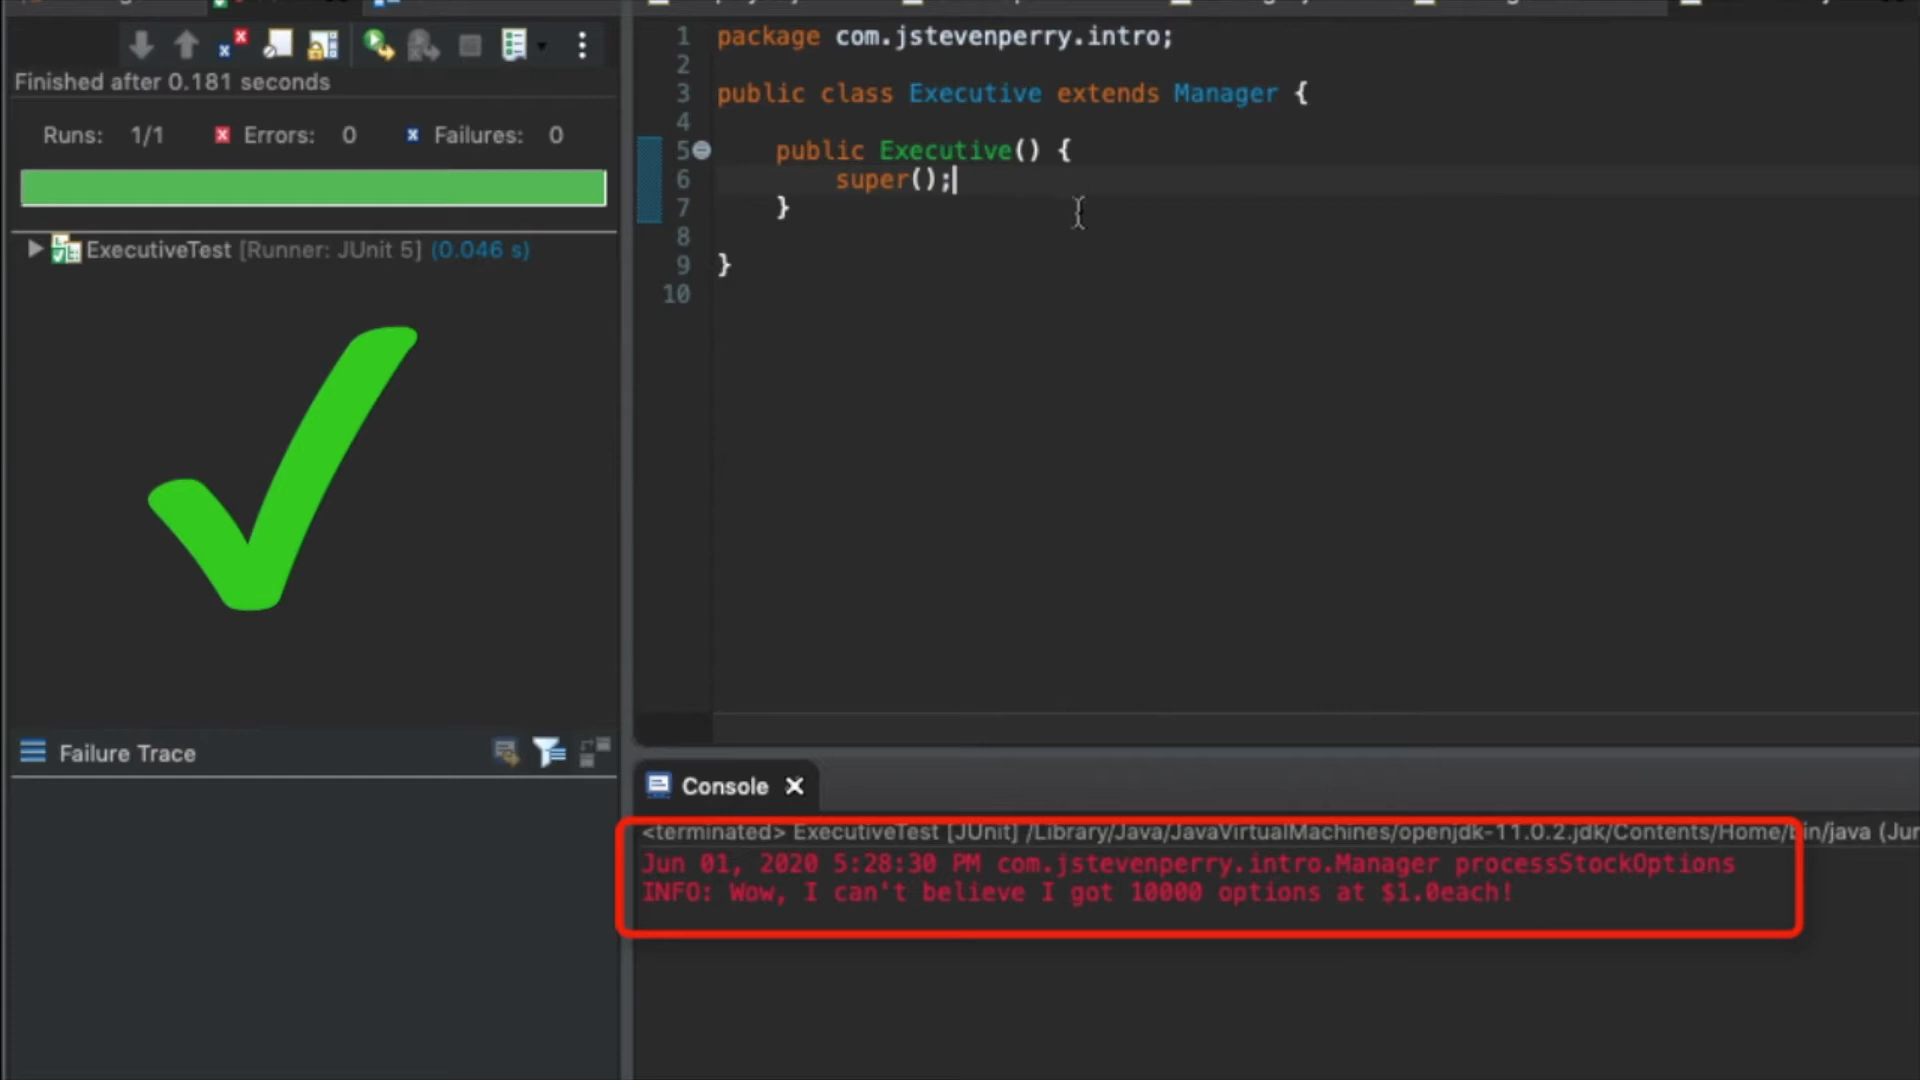 Finished after 0.181 seconds
Runs: 1/1 Errors: 0 Failures: 0
ExecutiveTest [Runner: JUnit 5] (0.046 s)
Failure Trace
1 package com.jstevenperry.intro;
2
3 public class Executive extends Manager {
4
5 public Executive() {
6 super();
7 }
8
9 }
10
Console
<terminated> ExecutiveTest [JUnit] /Library/Java/JavaVirtualMachines/openjdk-11.0.2.jdk/Contents/Home/bin/java (Jun
Jun 01, 2020 5:28:30 PM com.jstevenperry.intro.Manager processStockOptions
INFO: Wow, I can't believe I got 10000 options at $1.0each!